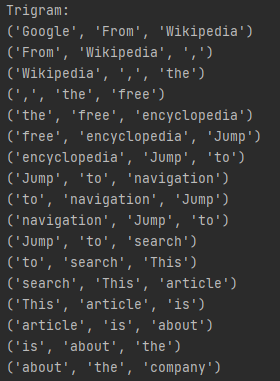 Trigram:
('Google', 'From', 'Wikipedia')
('From', 'Wikipedia', ',')
('Wikipedia', ',', 'the')
(',', 'the', 'free')
('the', 'free', 'encyclopedia')
('free', 'encyclopedia', 'Jump')
('encyclopedia', 'Jump', 'to')
('Jump', 'to', 'navigation')
('to', 'navigation', 'Jump')
('navigation', 'Jump', 'to')
('Jump', 'to', 'search')
('to', 'search', 'This')
('search', 'This', 'article')
('This', 'article', 'is')
('article', 'is', 'about')
('is', 'about', 'the')
('about', 'the', 'company')